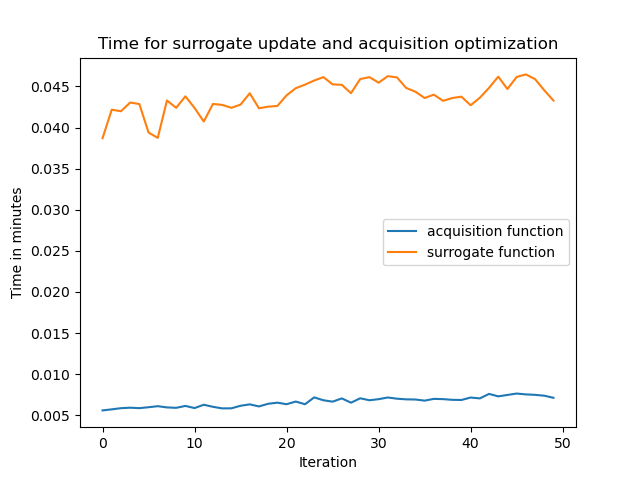 Time for surrogate update and acquisition optimization
0.045
0.040
0.035
0.030
0.025
0.020
0.015
0.010
0.005
Time in minutes
acquisition function
surrogate function
0 10 20 30 40 50
Iteration